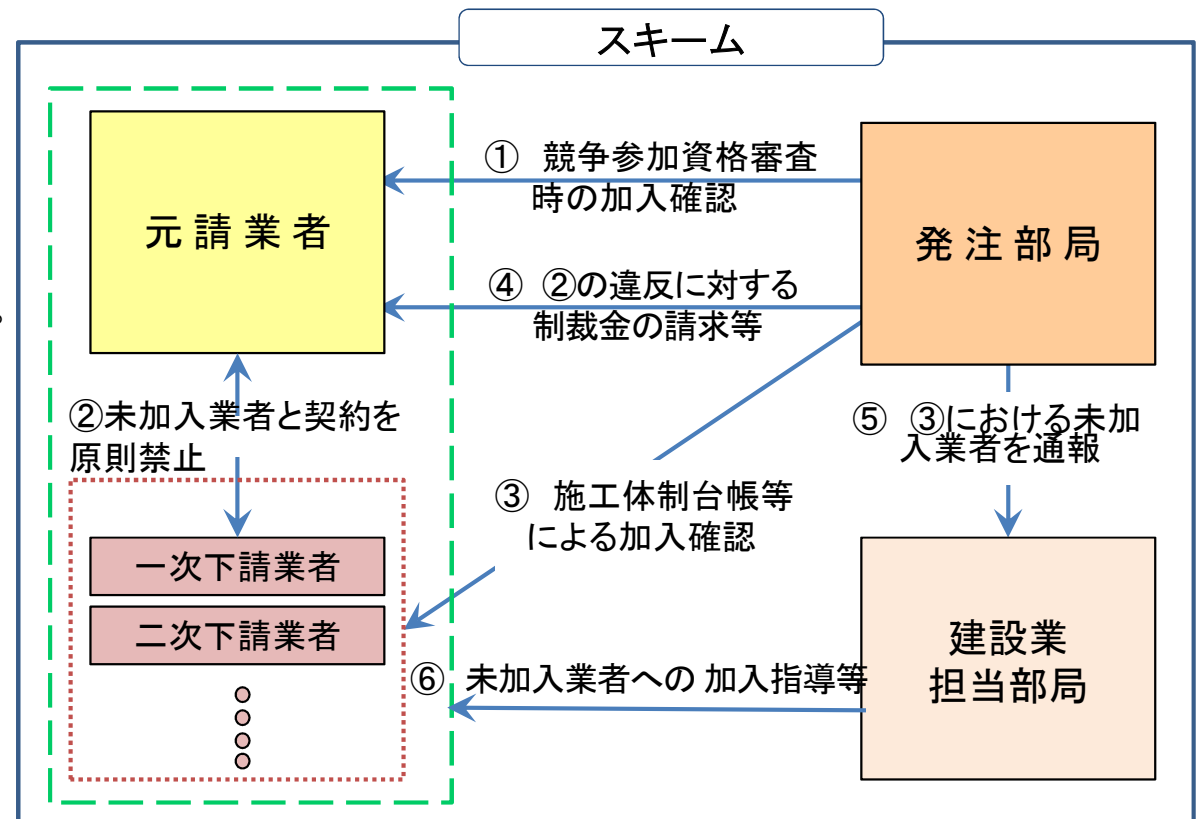 スキーム
元請業者
発注部局
① 競争参加資格審査
時の加入確認
④ ②の違反に対する
制裁金の請求等
。
②未加入業者と契約を
原則禁止
⑤ ③における未加
入業者を通報
③ 施工体制台帳等
による加入確認
一次下請業者
二次下請業者
⑥ 未加入業者への 加入指導等
建設業
担当部局